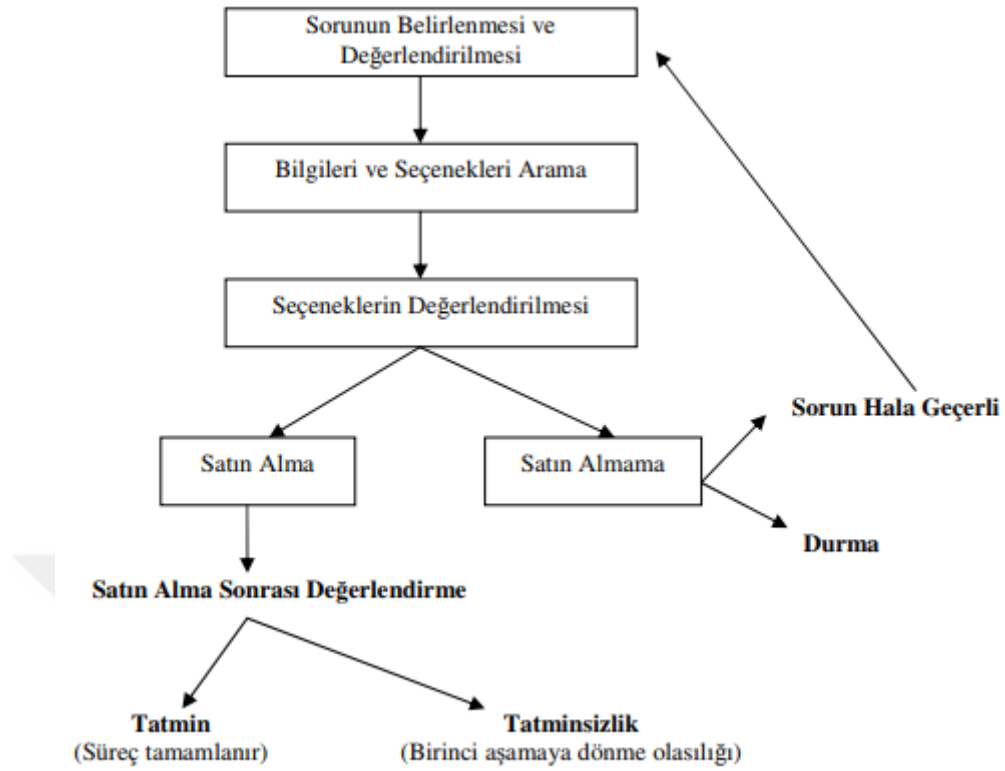 Sorunun Belirlenmesi ve
Değerlendirilmesi
Bilgileri ve Seçenekleri Arama
Seçeneklerin Değerlendirilmesi
Sorun Hala Geçerli
Satın Alma
Satın Almama
Durma
Satın Alma Sonrası Değerlendirme
Tatmin
(Süreç tamamlanır)
Tatminsizlik
(Birinci aşamaya dönme olasılığı)